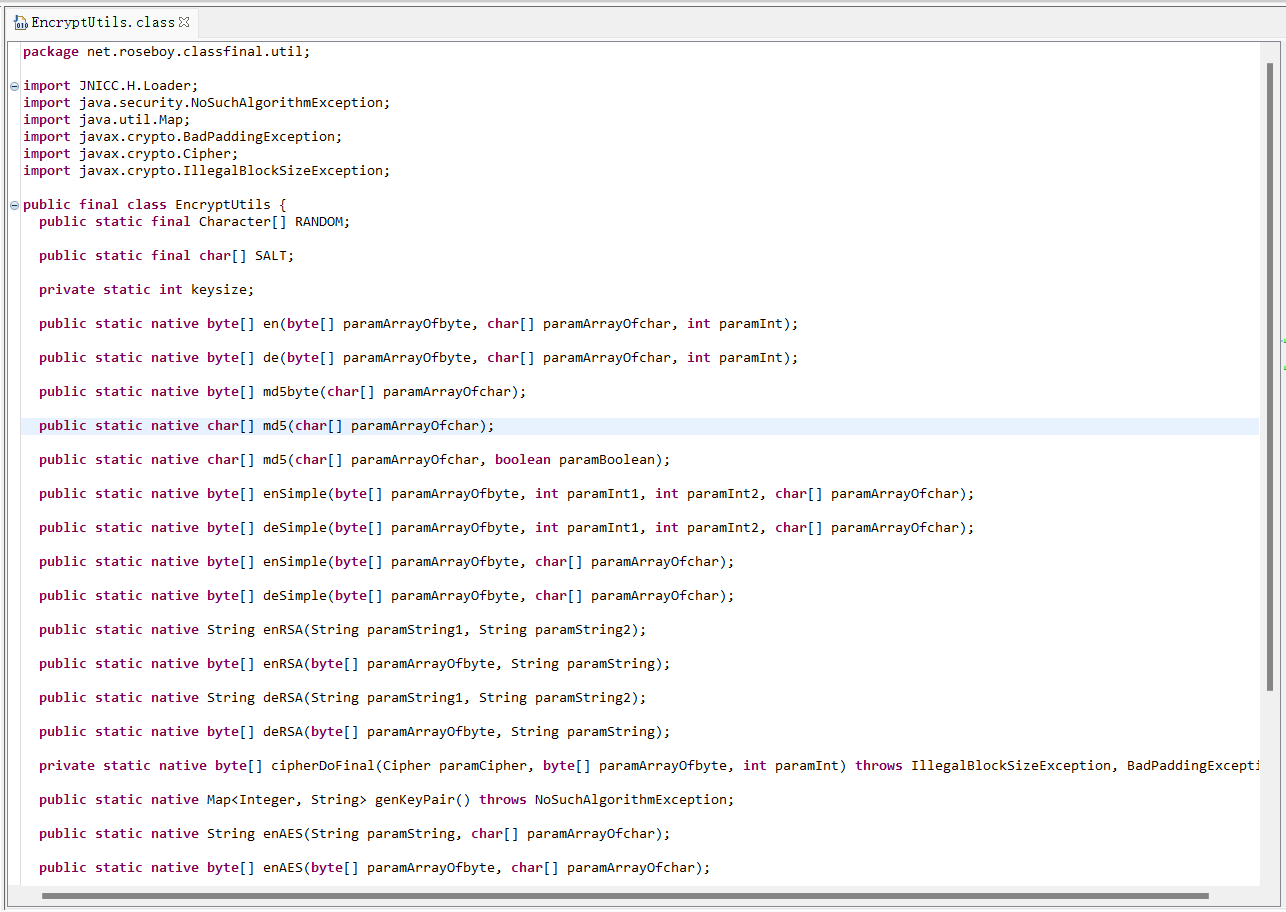 EncryptUtils.class
package net.roseboy.classfinal.util;
import JNICC.H.Loader;
import java.security.NoSuchAlgorithmException;
import java.util.Map;
import javax.crypto.BadPaddingException;
import javax.crypto.Cipher;
import javax.crypto.IllegalBlockSizeException;
public final class EncryptUtils {
public static final Character[] RANDOM;
public static final char[] SALT;
private static int keysize;
public static native byte[] en(byte[] paramArrayOfbyte, char[] paramArrayOfchar, int paramInt);
public static native byte[] de(byte[] paramArrayOfbyte, char[] paramArrayOfchar, int paramInt);
public static native byte[] md5byte(char[] paramArrayOfchar);
public static native char[] md5(char[] paramArrayOfchar);
public static native char[] md5(char[] paramArrayOfchar, boolean paramBoolean);
public static native byte[] enSimple(byte[] paramArrayOfbyte, int paramInt1, int paramInt2, char[] paramArrayOfchar);
public static native byte[] deSimple(byte[] paramArrayOfbyte, int paramInt1, int paramInt2, char[] paramArrayOfchar);
public static native byte[] enSimple(byte[] paramArrayOfbyte, char[] paramArrayOfchar);
public static native byte[] deSimple(byte[] paramArrayOfbyte, char[] paramArrayOfchar);
public static native String enRSA(String paramString1, String paramString2);
public static native byte[] enRSA(byte[] paramArrayOfbyte, String paramString);
public static native String deRSA(String paramString1, String paramString2);
public static native byte[] deRSA(byte[] paramArrayOfbyte, String paramString);
private static native byte[] cipherDoFinal(Cipher paramCipher, byte[] paramArrayOfbyte, int paramInt) throws IllegalBlockSizeException, BadPaddingExcepti
public static native Map<Integer, String> genKeyPair() throws NoSuchAlgorithmException;
public static native String enAES(String paramString, char[] paramArrayOfchar);
public static native byte[] enAES(byte[] paramArrayOfbyte, char[] paramArrayOfchar);